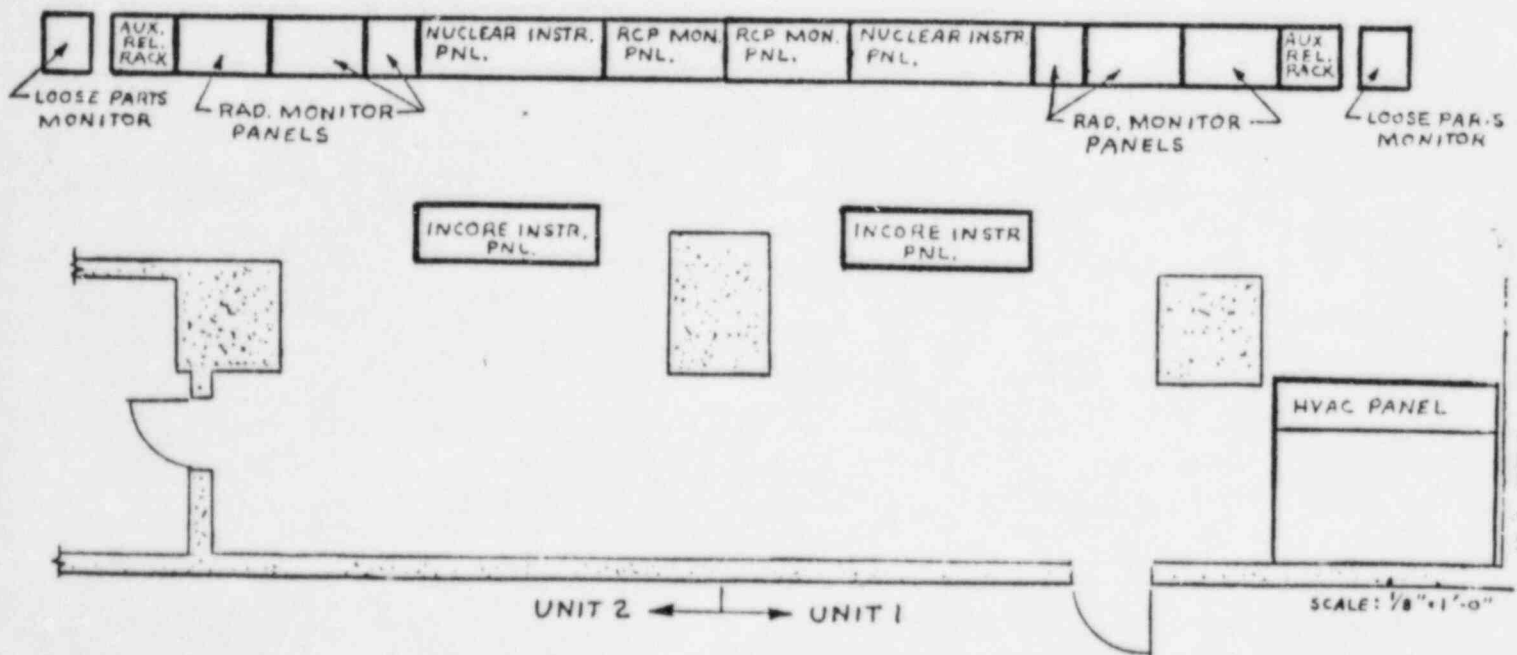 AUX.
REL.
RACK
NUCLEAR INSTR.
PNL.
RCP MON.
PNL.
RCP MON.
PNL.
NUCLEAR INSTR.
PNL.
AUX
REL.
RACK
LOOSE PARTS
MONITOR
RAD. MONITOR
PANELS
RAD. MONITOR
PANELS
LOOSE PAR.S
MONITOR
INCORE INSTR.
PNL.
INCORE INSTR
PNL.
HVAC PANEL
UNIT 2
UNIT 1
SCALE: 1/8"=1'-0"